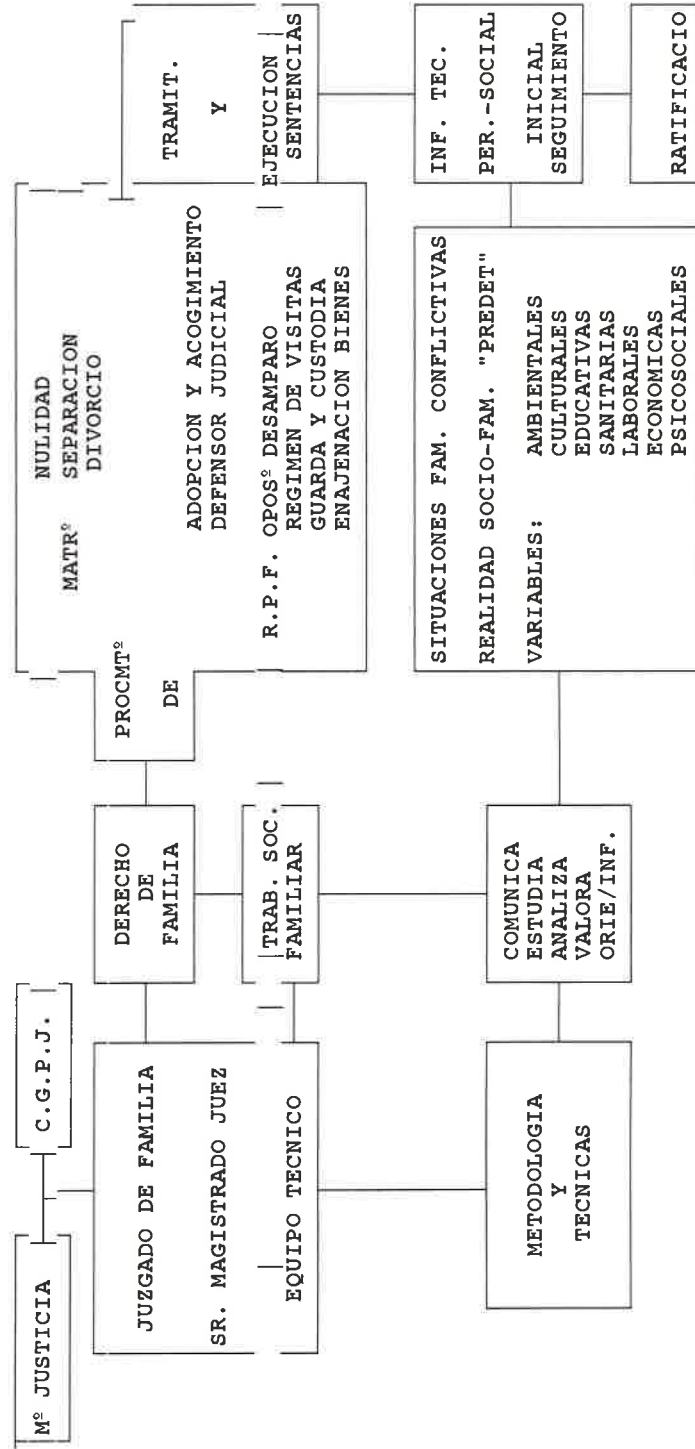 Mº JUSTICIA
C.G.P.J.
JUZGADO DE FAMILIA
SR. MAGISTRADO JUEZ
EQUIPO TECNICO
DERECHO
DE
FAMILIA
TRAB. SOC.
FAMILIAR
PROCMTº
DE
NULIDAD
MATRº SEPARACION
DIVORCIO
ADOPCION Y ACOGIMIENTO
DEFENSOR JUDICIAL
R.P.F. OPOSº DESAMPARO
REGIMEN DE VISITAS
GUARDA Y CUSTODIA
ENAJENACION BIENES
TRAMIT.
Y
EJECUCION
SENTENCIAS
METODOLOGIA
Y
TECNICAS
COMUNICA
ESTUDIA
ANALIZA
VALORA
ORIE/INF.
SITUACIONES FAM. CONFLICTIVAS
REALIDAD SOCIO-FAM. "PREDET"
VARIABLES: AMBIENTALES
CULTURALES
EDUCATIVAS
SANITARIAS
LABORALES
ECONOMICAS
PSICOSOCIALES
INF. TEC.
PER.-SOCIAL
INICIAL
SEGUIMIENTO
RATIFICACIO